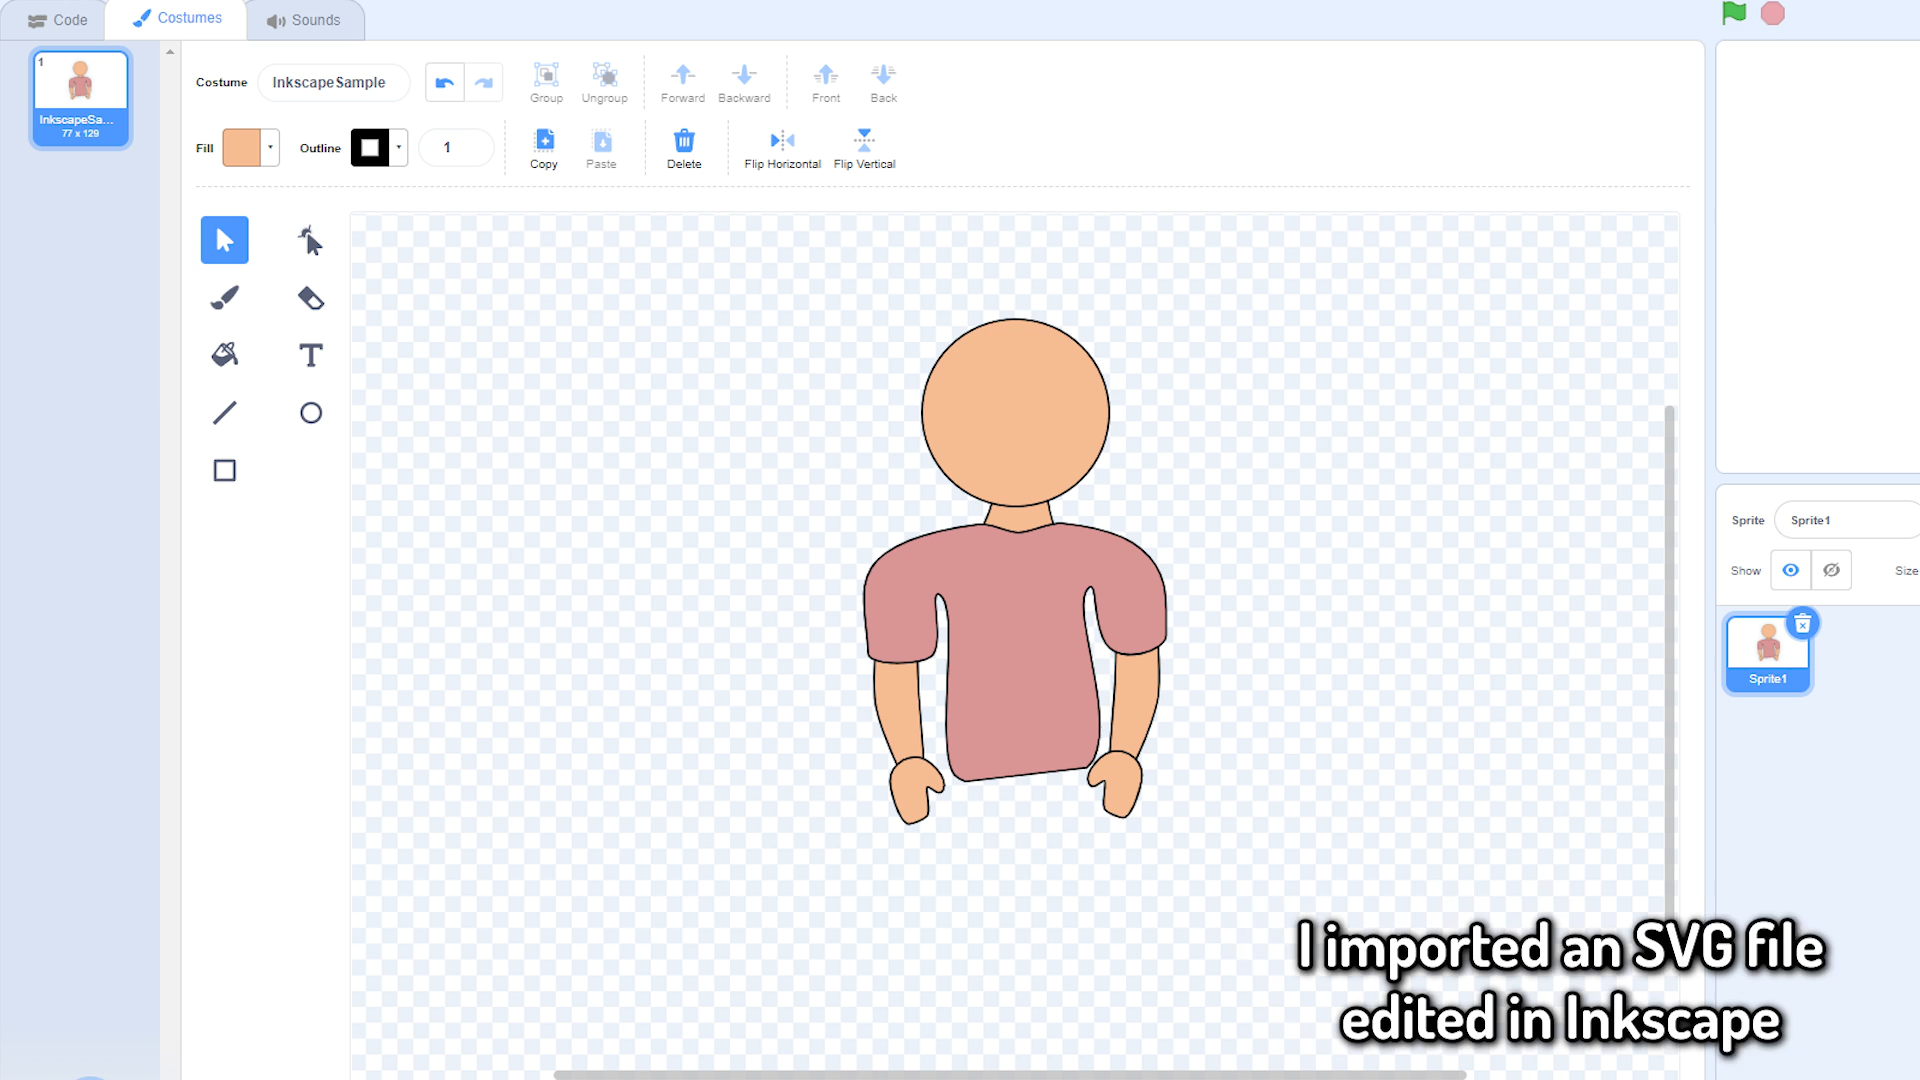 Code
Costumes
Sounds
1
InkscapeSa...
77 x 129
Costume
InkscapeSample
Group
Ungroup
Forward
Backward
Front
Back
Fill
Outline
1
Copy
Paste
Delete
Flip Horizontal
Flip Vertical
T
Sprite
Sprite1
Show
Size
Sprite1
I imported an SVG file
edited in Inkscape